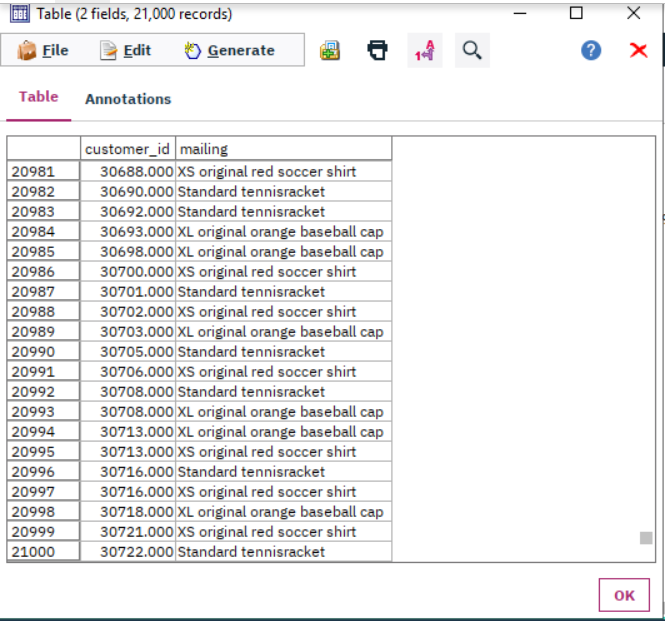 Table (2 fields, 21,000 records)
File Edit Generate
Table Annotations
customer_id mailing
20981 30688.000 XS original red soccer shirt
20982 30690.000 Standard tennisracket
20983 30692.000 Standard tennisracket
20984 30693.000 XL original orange baseball cap
20985 30698.000 XL original orange baseball cap
20986 30700.000 XS original red soccer shirt
20987 30701.000 Standard tennisracket
20988 30702.000 XS original red soccer shirt
20989 30703.000 XL original orange baseball cap
20990 30705.000 Standard tennisracket
20991 30706.000 XS original red soccer shirt
20992 30708.000 Standard tennisracket
20993 30708.000 XL original orange baseball cap
20994 30713.000 XL original orange baseball cap
20995 30713.000 XS original red soccer shirt
20996 30716.000 Standard tennisracket
20997 30716.000 XS original red soccer shirt
20998 30718.000 XL original orange baseball cap
20999 30721.000 XS original red soccer shirt
21000 30722.000 Standard tennisracket
OK